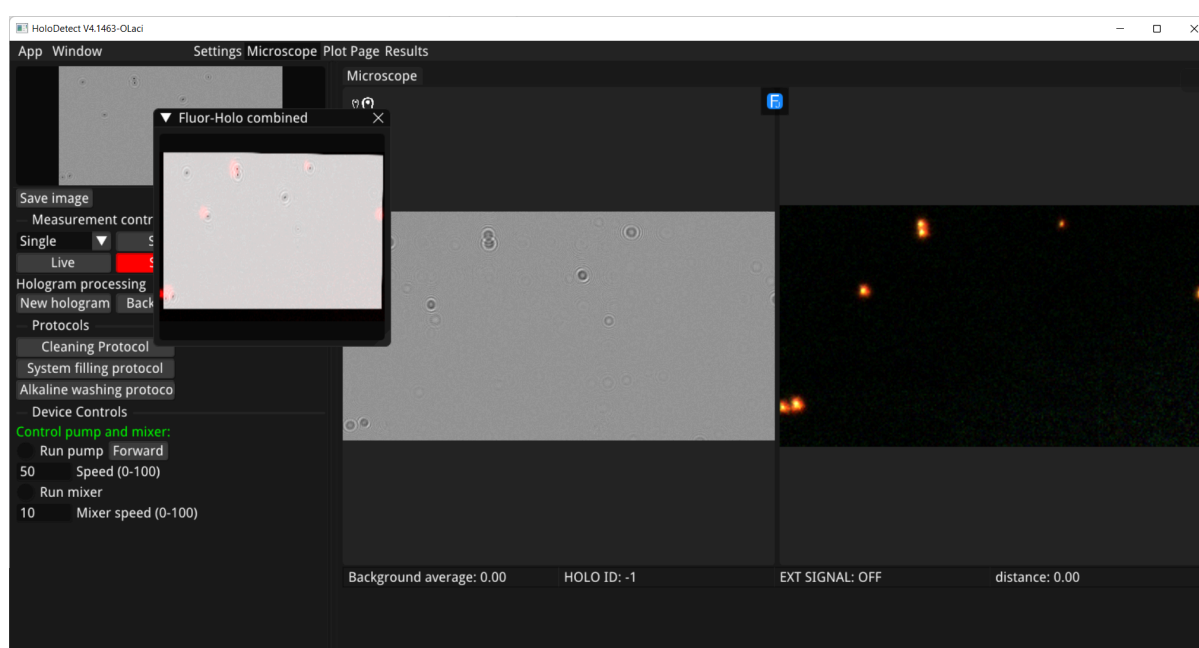 HoloDetect V4.1463-OLaci
App Window Settings Microscope Plot Page Results
Microscope
Fluor-Holo combined
Save image
Measurement contr
Single
Live
Hologram processing
New hologram Back
Protocols
Cleaning Protocol
System filling protocol
Alkaline washing protoco
Device Controls
Control pump and mixer:
Run pump Forward
50 Speed (0-100)
Run mixer
10 Mixer speed (0-100)
Background average: 0.00 HOLO ID: -1 EXT SIGNAL: OFF distance: 0.00